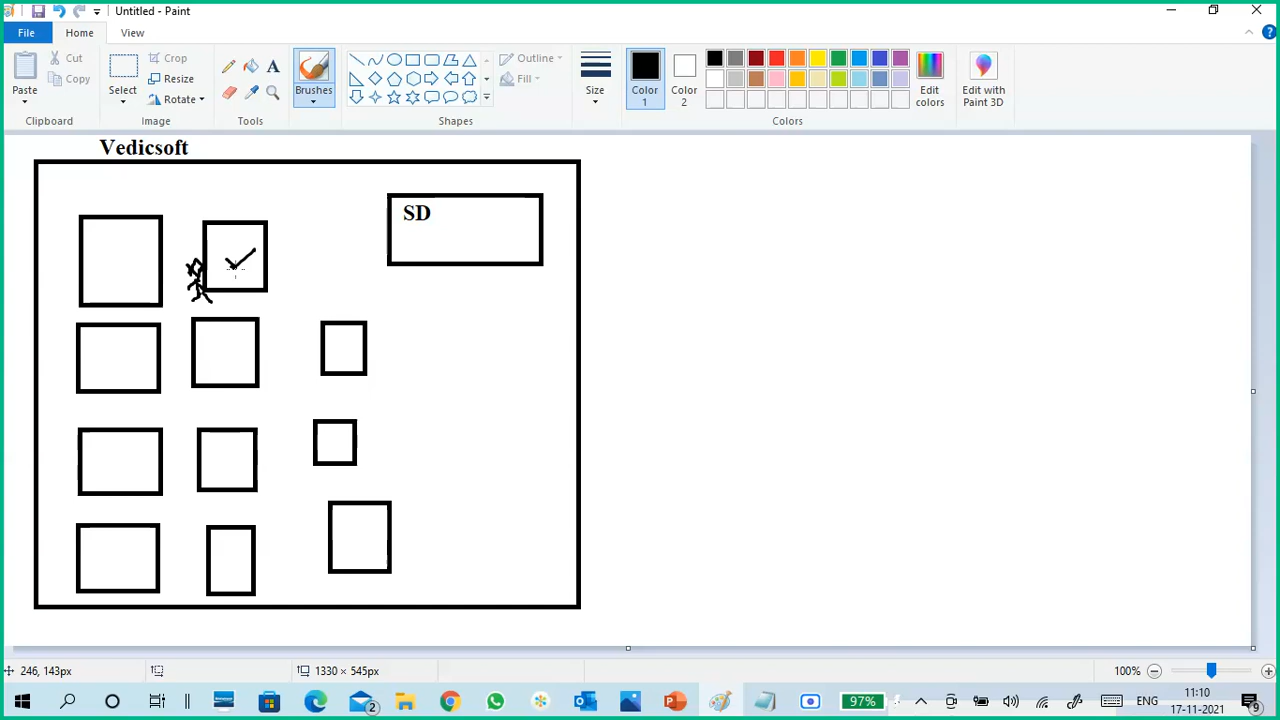 Untitled - Paint
File
Home
View
Paste
Cut
Copy
Clipboard
Select
Crop
Resize
Rotate
Image
Tools
Brushes
Outline
Fill
Shapes
Size
Color 1
Color 2
Edit colors
Edit with Paint 3D
Colors
Vedicsoft
SD
246, 143px
1330 × 545px
100%
2
97%
ENG
11:10
17-11-2021
9